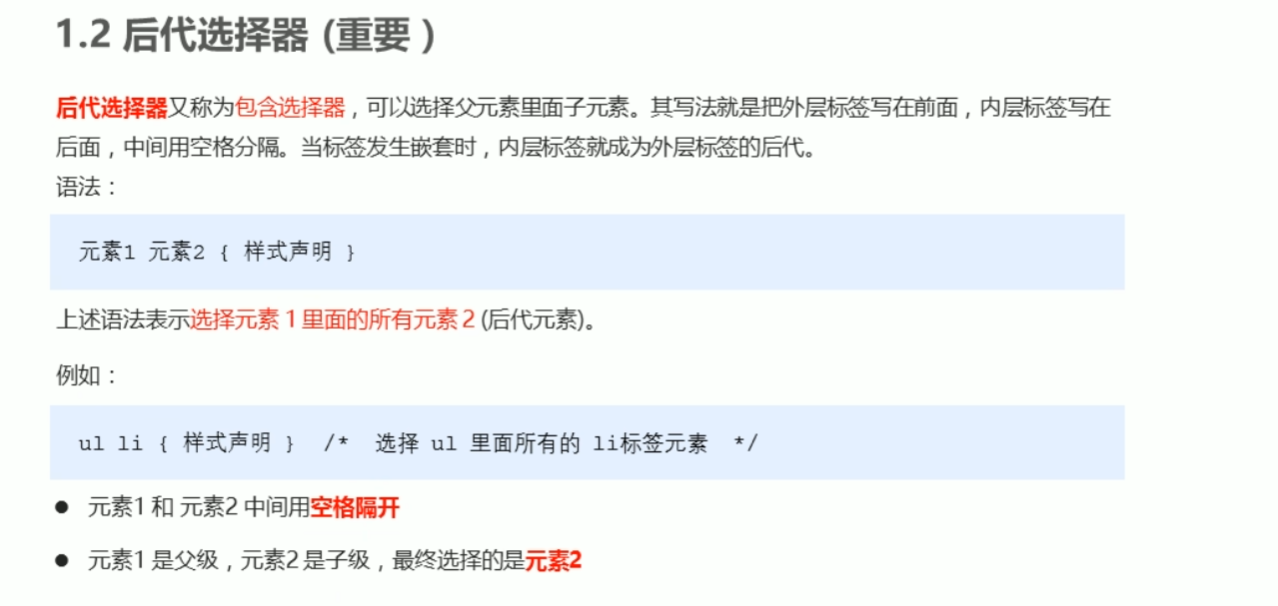 1.2 后代选择器 (重要 )
后代选择器又称为包含选择器，可以选择父元素里面子元素。其写法就是把外层标签写在前面，内层标签写在
后面，中间用空格分隔。当标签发生嵌套时，内层标签就成为外层标签的后代。
语法：
元素1 元素2 { 样式声明 }
上述语法表示选择元素 1 里面的所有元素 2 (后代元素)。
例如：
ul li { 样式声明 } /* 选择 ul 里面所有的 li标签元素 */
● 元素1 和 元素2 中间用空格隔开
● 元素1 是父级，元素2 是子级，最终选择的是元素2